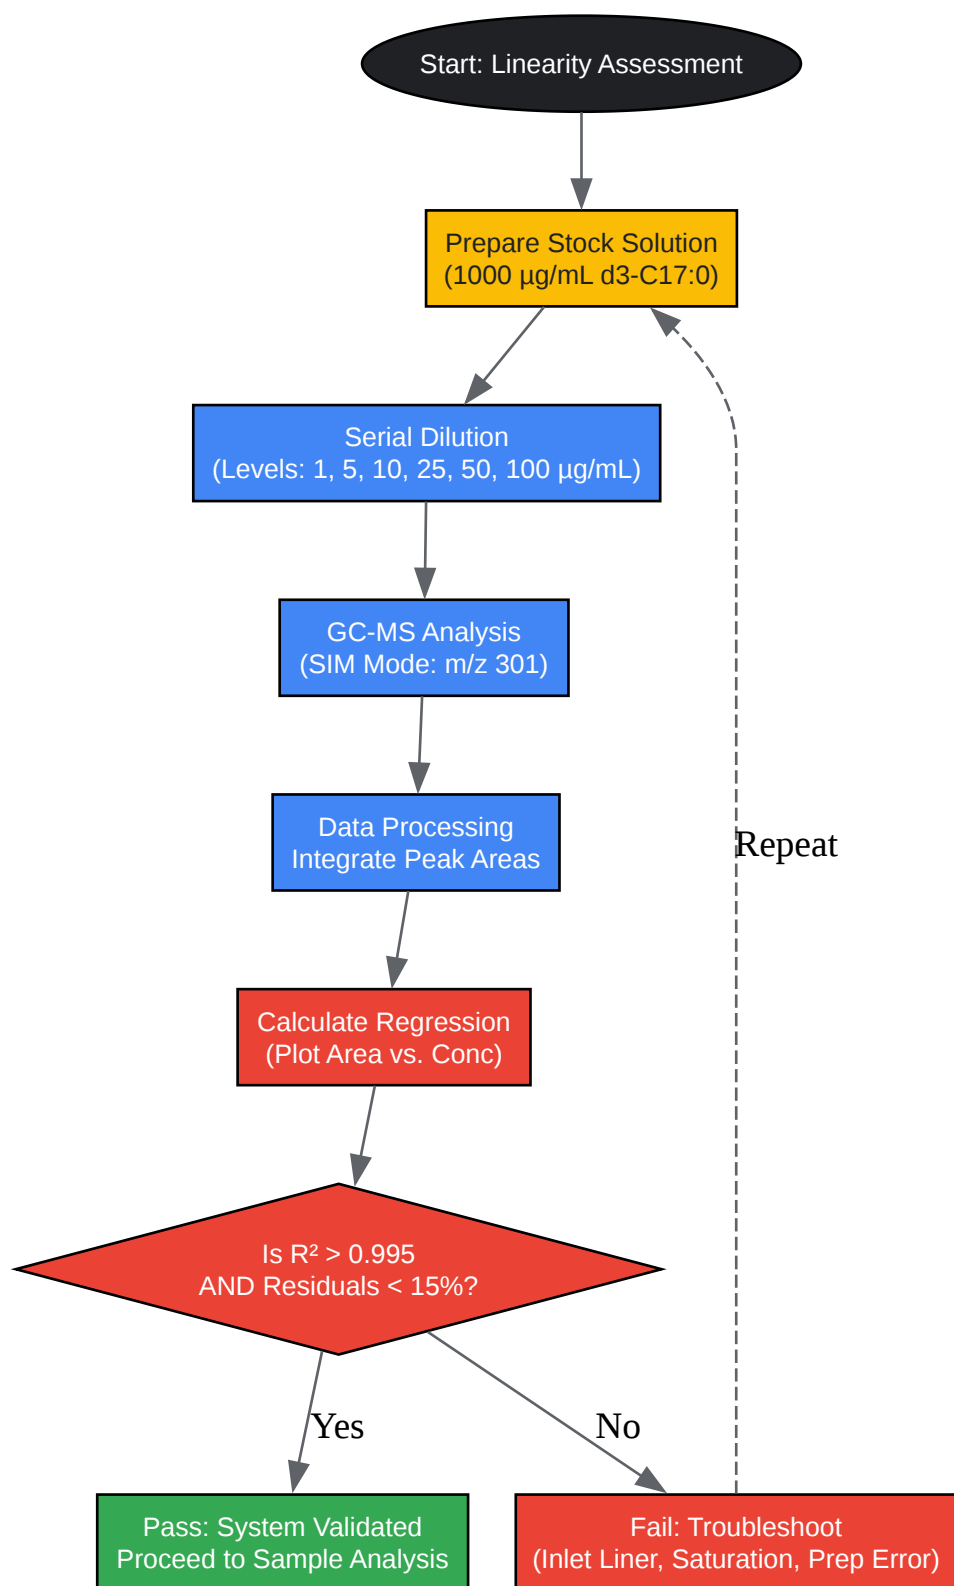 Start: Linearity Assessment
Prepare Stock Solution
(1000 µg/mL d3-C17:0)
Serial Dilution
(Levels: 1, 5, 10, 25, 50, 100 µg/mL)
GC-MS Analysis
(SIM Mode: m/z 301)
Data Processing
Integrate Peak Areas
Repeat
Calculate Regression
(Plot Area vs. Conc)
Is R² > 0.995
AND Residuals < 15%?
Yes
No
Pass: System Validated
Proceed to Sample Analysis
Fail: Troubleshoot
(Inlet Liner, Saturation, Prep Error)